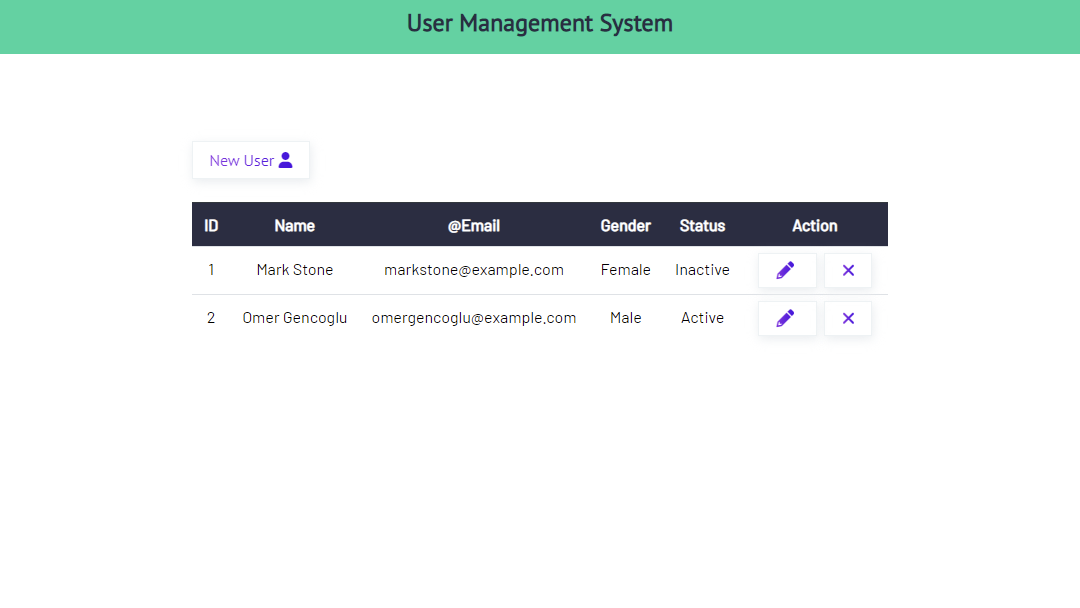 User Management System
New User
ID Name @Email Gender Status Action
1 Mark Stone markstone@example.com Female Inactive
2 Omer Gencoglu omergencoglu@example.com Male Active